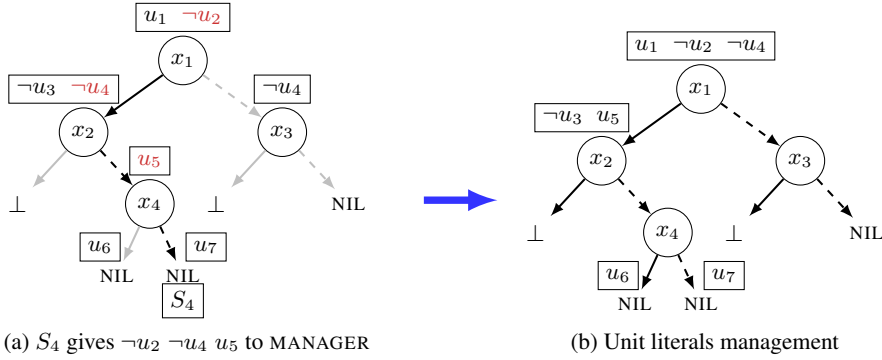 u₁ ¬u₂
x₁
¬u₃ ¬u₄
¬u₄
x₂
x₃
u₅
⊥
x₄
⊥
NIL
u₆
u₇
NIL
NIL
S₄
(a) S₄ gives ¬u₂ ¬u₄ u₅ to MANAGER
u₁ ¬u₂ ¬u₄
x₁
¬u₃ u₅
x₂
x₃
⊥
x₄
⊥
NIL
u₆
u₇
NIL
NIL
(b) Unit literals management